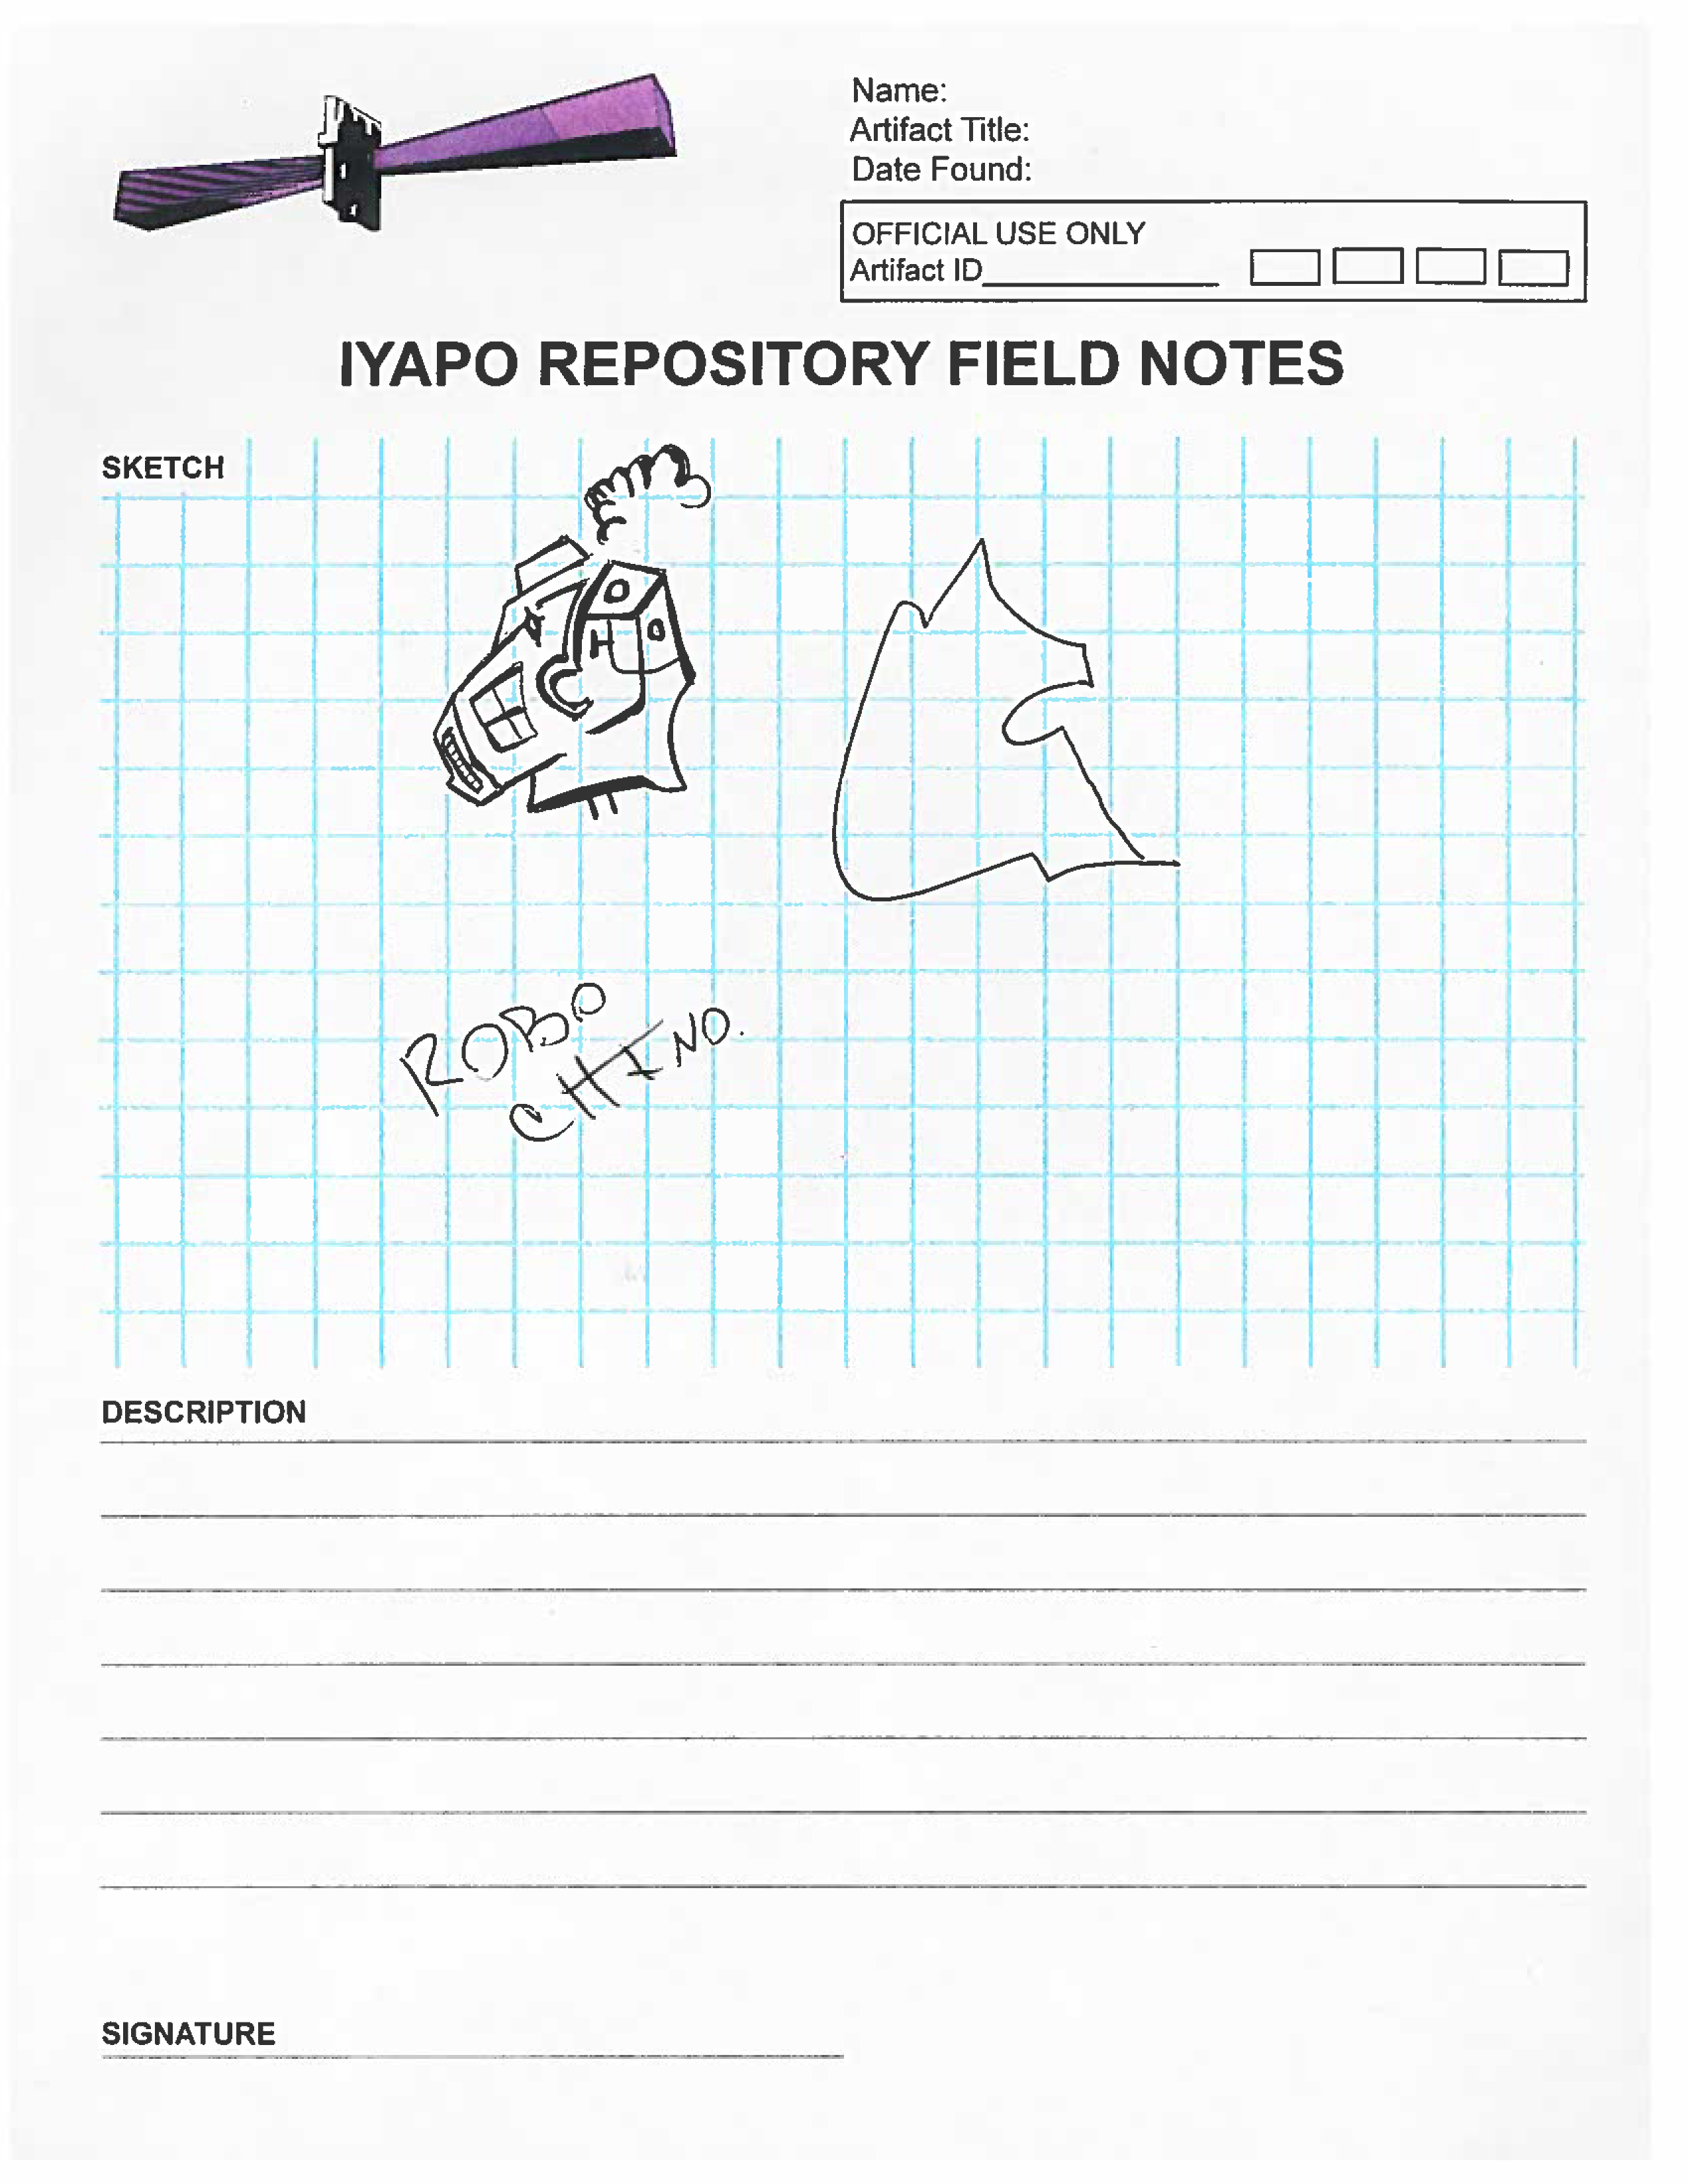 Name:
Artifact Title:
Date Found:
OFFICIAL USE ONLY
Artifact ID
IYAPO REPOSITORY FIELD NOTES
SKETCH
ROBO
CHINO.
DESCRIPTION
SIGNATURE